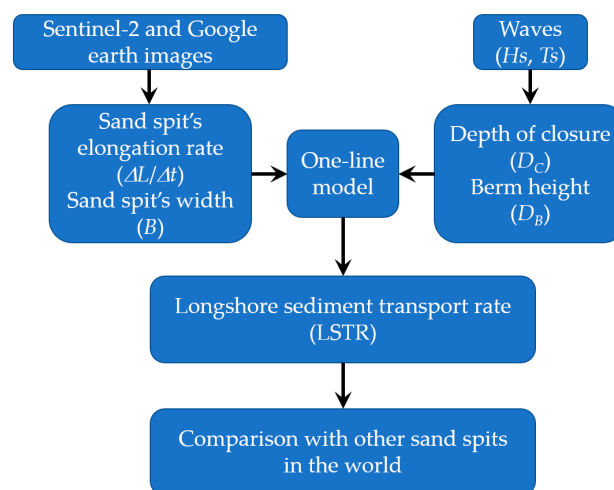 Sentinel-2 and Google
earth images
Waves
(Hs, Ts)
Sand spit's
elongation rate
(ΔL/Δt)
Sand spit's width
(B)
One-line
model
Depth of closure
(D_C)
Berm height
(D_B)
Longshore sediment transport rate
(LSTR)
Comparison with other sand spits
in the world